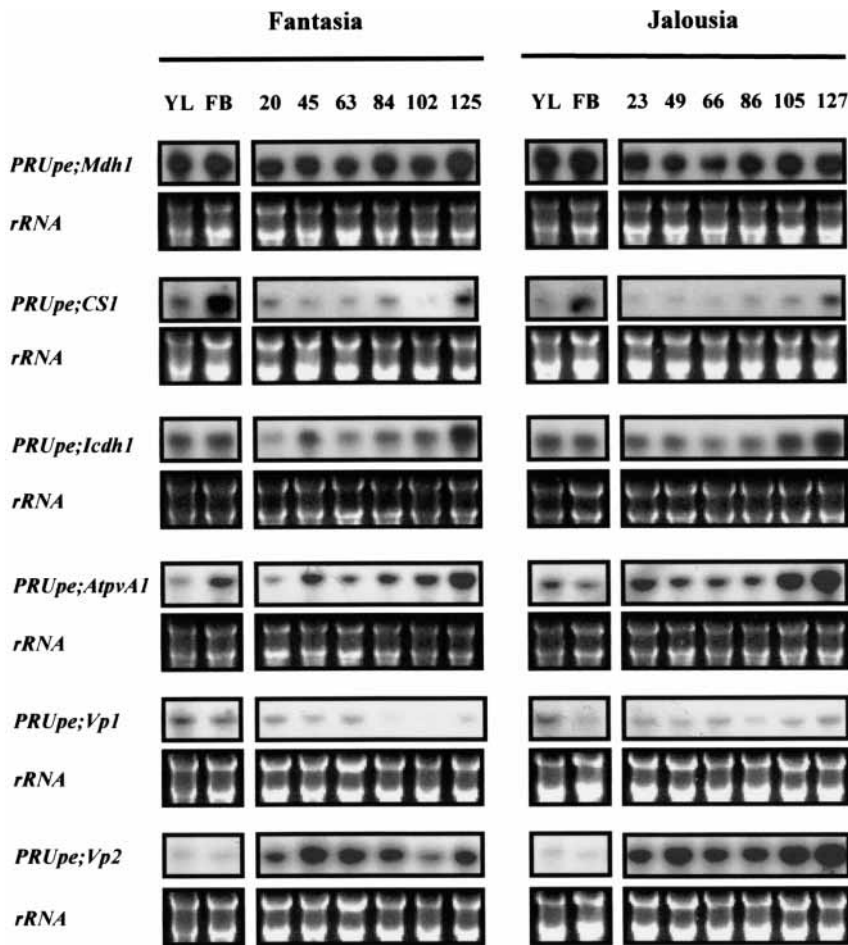 Fantasia Jalousia
YL FB 20 45 63 84 102 125 YL FB 23 49 66 86 105 127
PRUpe;Mdh1
rRNA
PRUpe;CS1
rRNA
PRUpe;Icdh1
rRNA
PRUpe;AtpvA1
rRNA
PRUpe;Vp1
rRNA
PRUpe;Vp2
rRNA